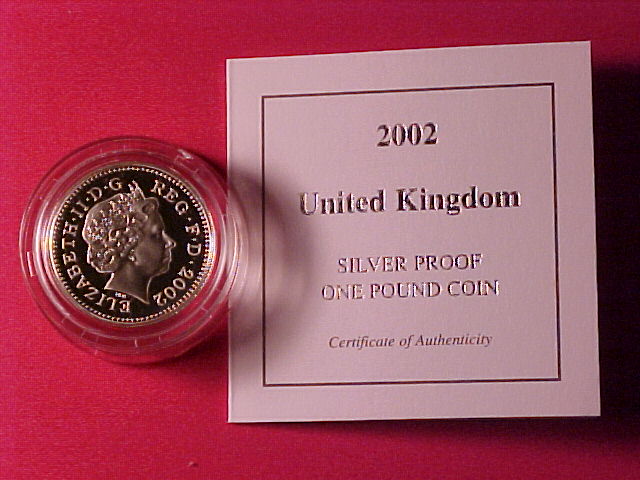 ELIZABETH·II·D·G REG·F·D·2002
2002
United Kingdom
SILVER PROOF
ONE POUND COIN
Certificate of Authenticity